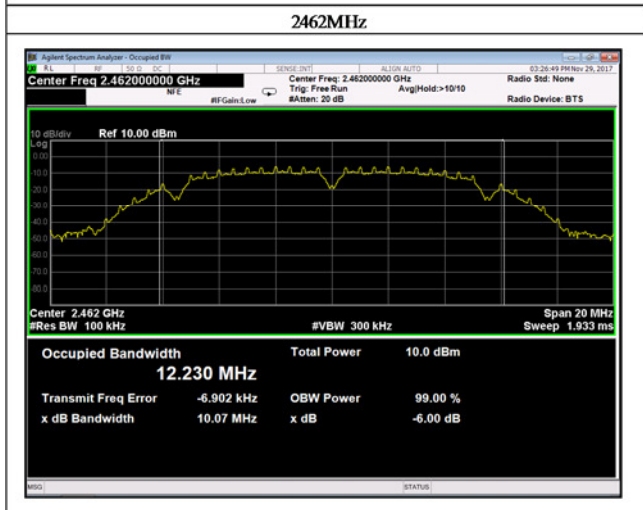 2462MHz
Agilent Spectrum Analyzer - Occupied BW
RL RF 50 Ω DC SENSE:INT ALIGN AUTO 03:26:49 PM Nov 29, 2017
Center Freq 2.462000000 GHz Center Freq: 2.462000000 GHz Radio Std: None
NFE Trig: Free Run Avg|Hold:>10/10
#IFGain:Low #Atten: 20 dB Radio Device: BTS
10 dB/div Ref 10.00 dBm
Log
0.00
-10.0
-20.0
-30.0
-40.0
-50.0
-60.0
-70.0
-80.0
Center 2.462 GHz Span 20 MHz
#Res BW 100 kHz #VBW 300 kHz Sweep 1.933 ms
Occupied Bandwidth Total Power 10.0 dBm
12.230 MHz
Transmit Freq Error -6.902 kHz OBW Power 99.00 %
x dB Bandwidth 10.07 MHz x dB -6.00 dB
MSG STATUS